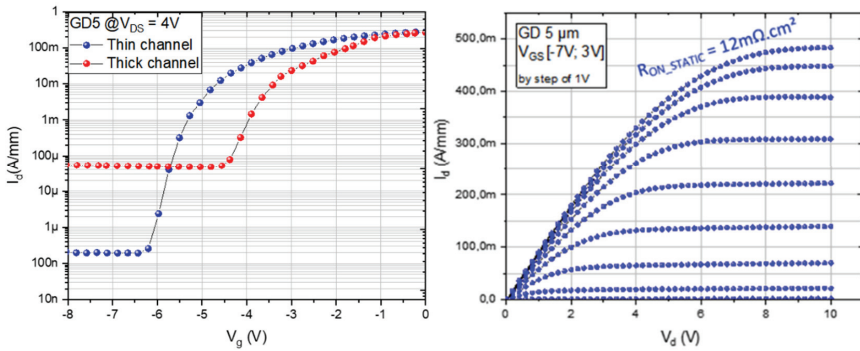 GD5 @V_DS = 4V
Thin channel
Thick channel
100m
10m
1m
100µ
10µ
1µ
100n
10n
I_d(A/mm)
-8 -7 -6 -5 -4 -3 -2 -1 0
V_g (V)
GD 5 µm
V_GS [-7V; 3V]
by step of 1V
R_ON_STATIC = 12mΩ.cm²
500,0m
400,0m
300,0m
200,0m
100,0m
0,0
I_d (A/mm)
0 2 4 6 8 10
V_d (V)